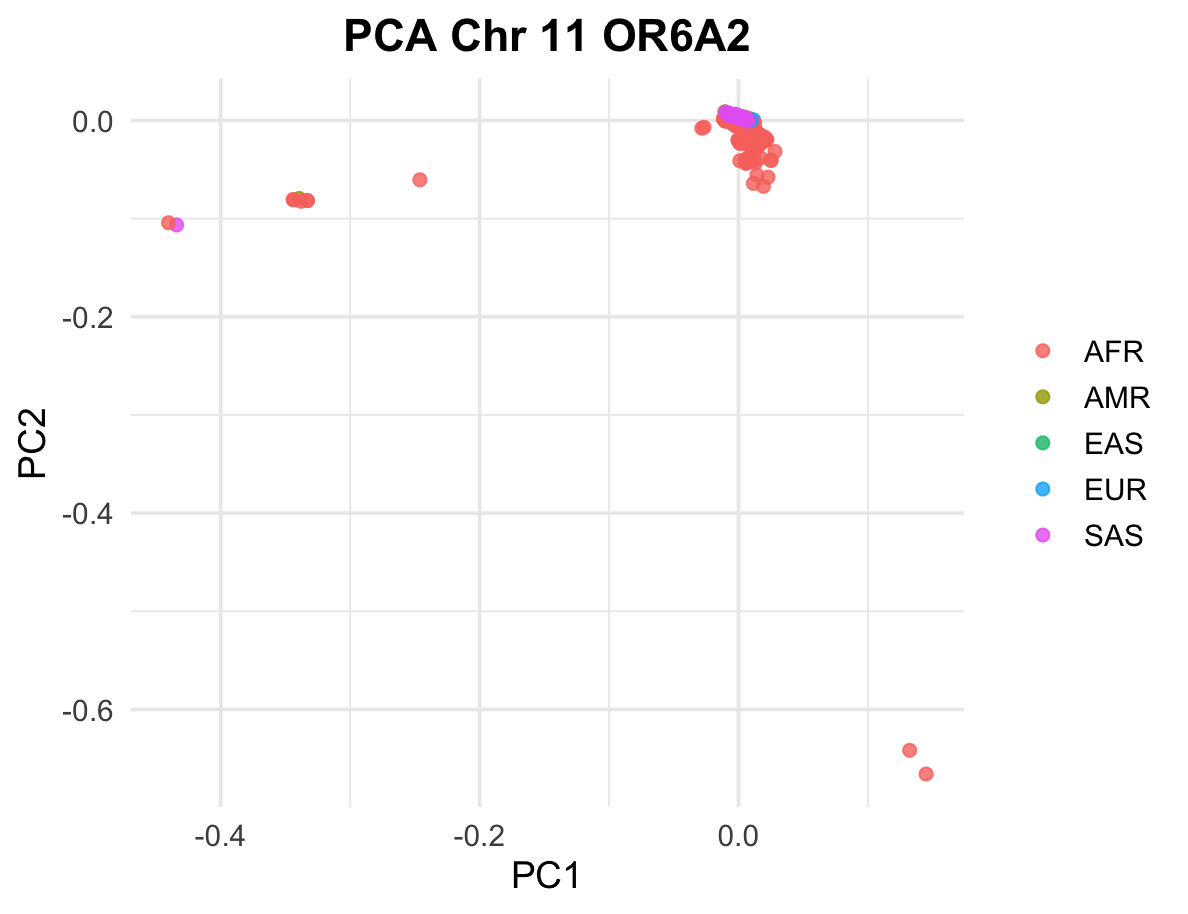 PCA Chr 11 OR6A2
0.0
-0.2
-0.4
-0.6
PC2
-0.4
-0.2
0.0
PC1
AFR
AMR
EAS
EUR
SAS